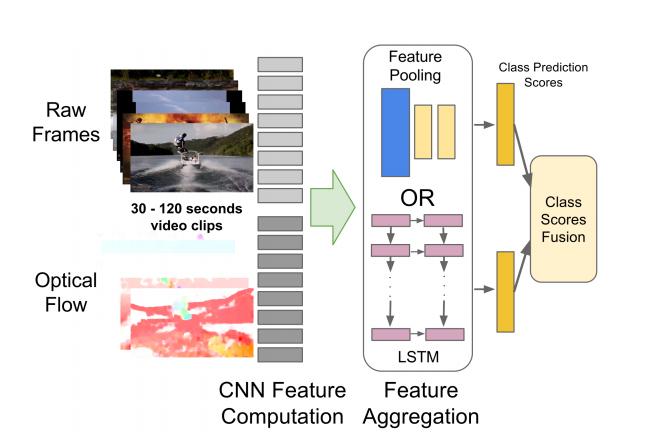 Raw
Frames
30 - 120 seconds
video clips
Optical
Flow
CNN Feature
Computation
Feature
Pooling
OR
LSTM
Feature
Aggregation
Class Prediction
Scores
Class
Scores
Fusion